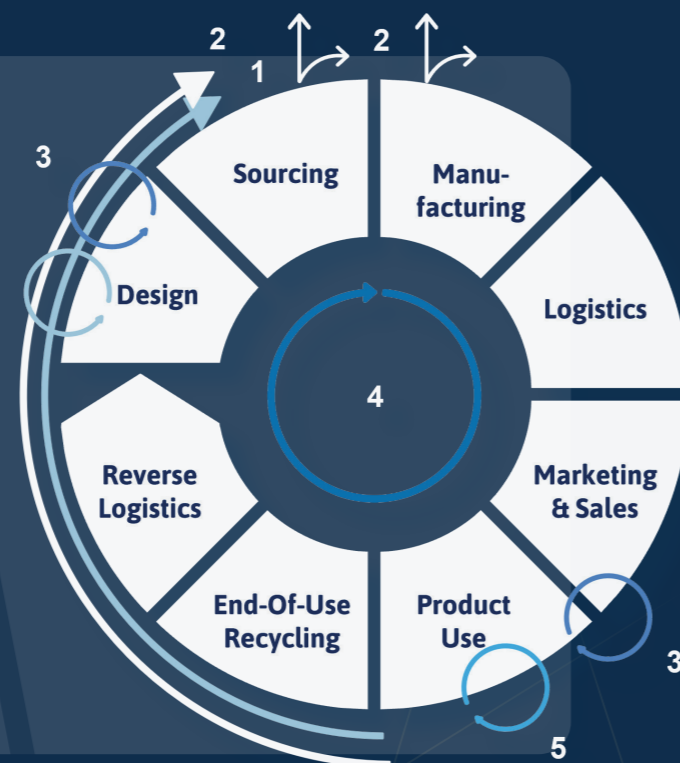 2
1
2
3
Sourcing
Manu-
facturing
Design
Logistics
4
Reverse
Logistics
Marketing
& Sales
End-Of-Use
Recycling
Product
Use
3
5